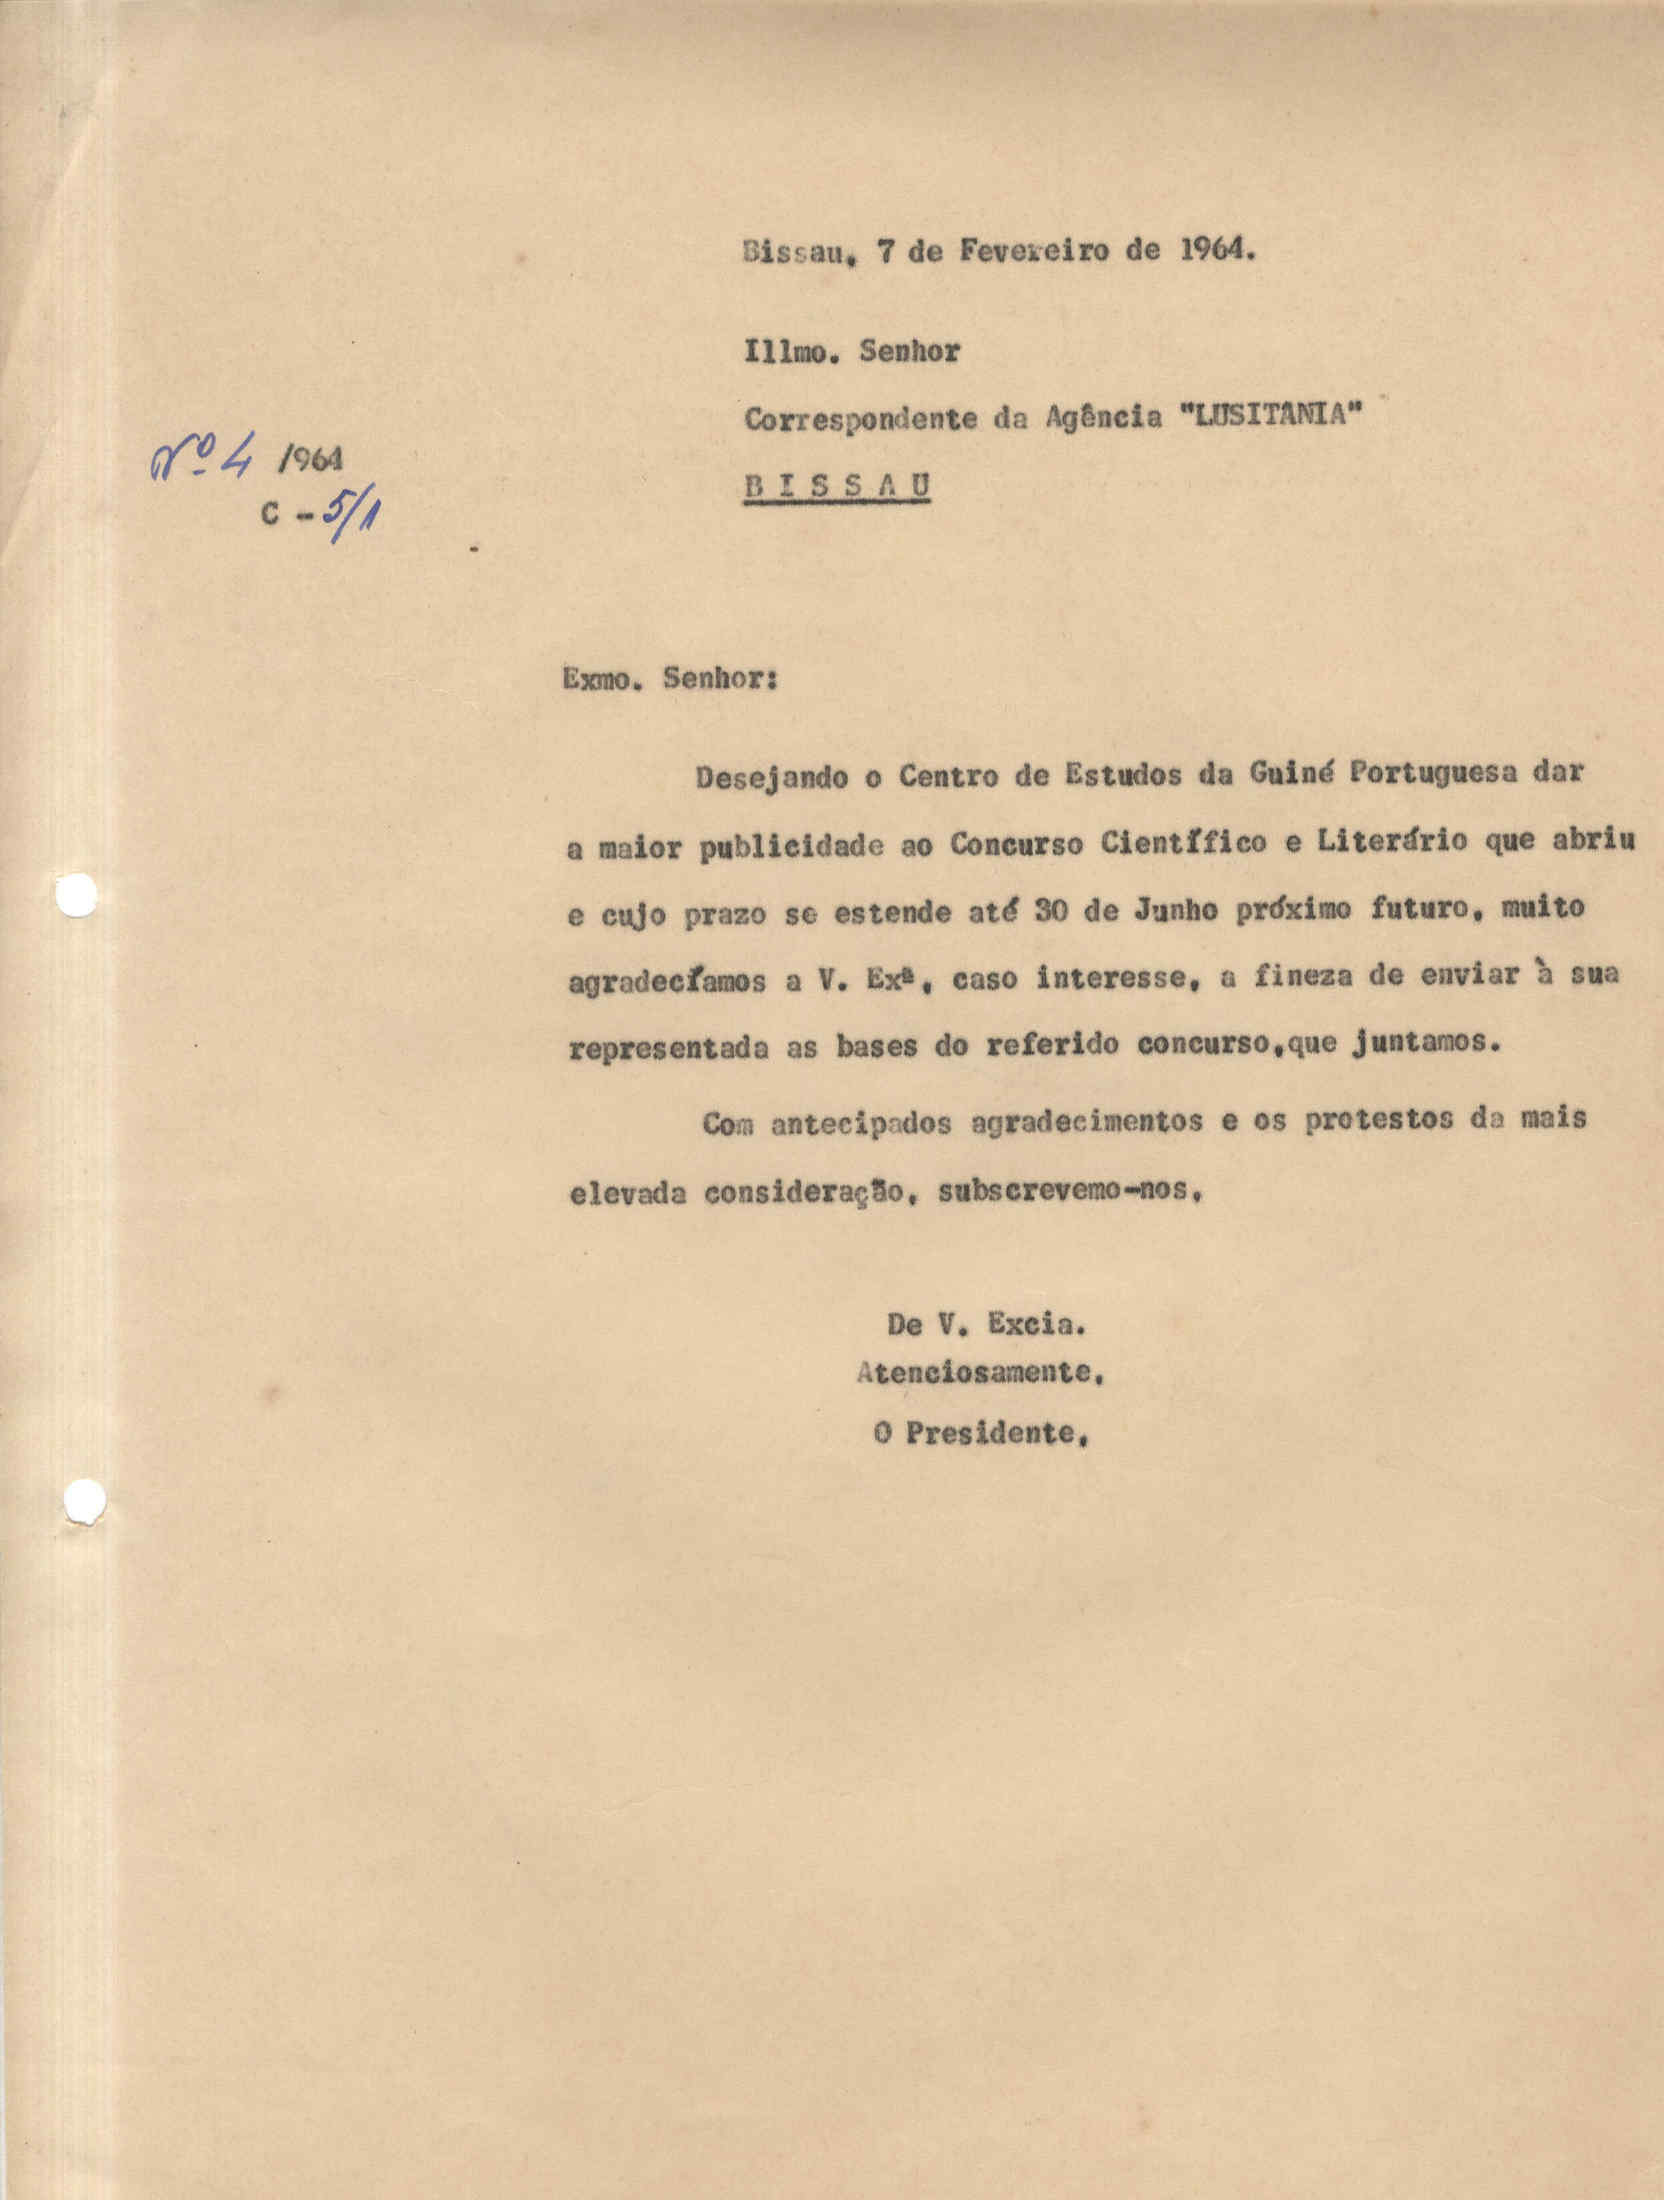 Bissau, 7 de Fevereiro de 1964.
Illmo. Senhor
Correspondente da Agência "LUSITANIA"
Nº 4 /964
B I S S A U
C - 5/1
Exmo. Senhor:
Desejando o Centro de Estudos da Guiné Portuguesa dar
a maior publicidade ao Concurso Científico e Literário que abriu
e cujo prazo se estende até 30 de Junho próximo futuro, muito
agradecíamos a V. Exª, caso interesse, a fineza de enviar à sua
representada as bases do referido concurso,que juntamos.
Com antecipados agradecimentos e os protestos da mais
elevada consideração, subscrevemo-nos,
De V. Excia.
Atenciosamente,
O Presidente,